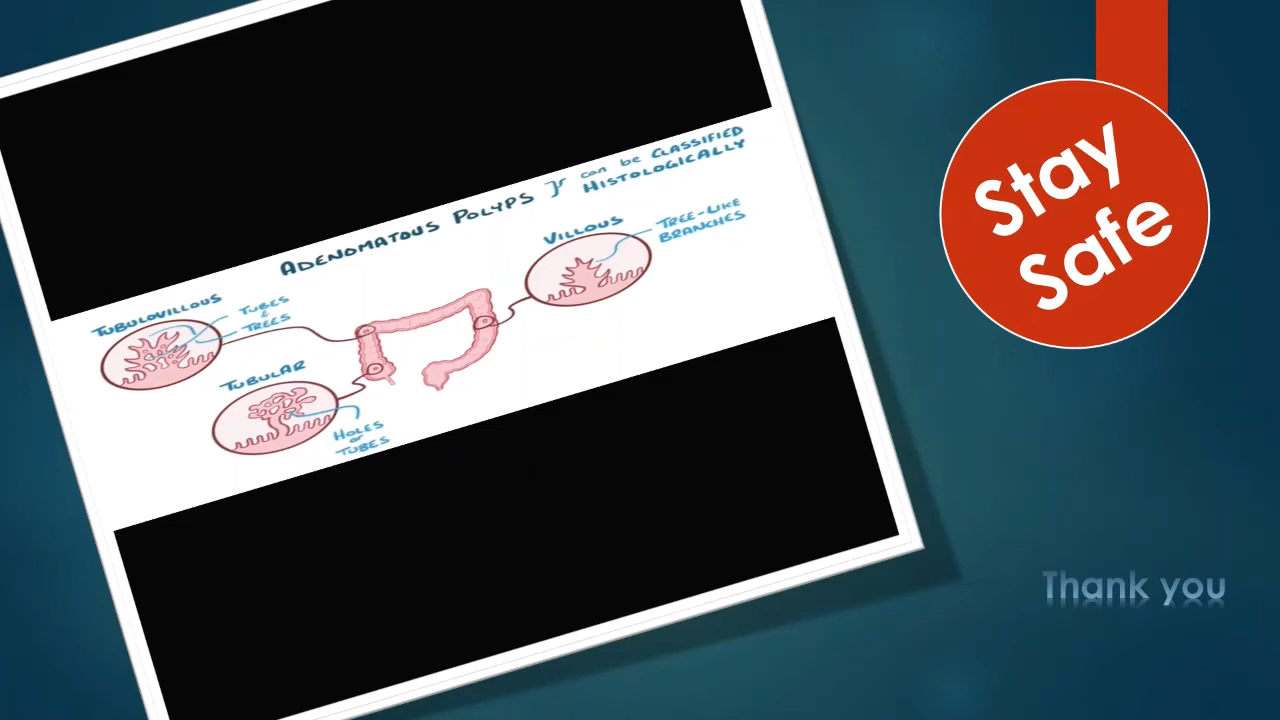 ADENOMATOUS POLYPS } can be CLASSIFIED
HISTOLOGICALLY
VILLOUS
TREE-LIKE
BRANCHES
TUBULOVILLOUS
TUBES
&
TREES
TUBULAR
HOLES
or
TUBES
Stay
Safe
Thank you